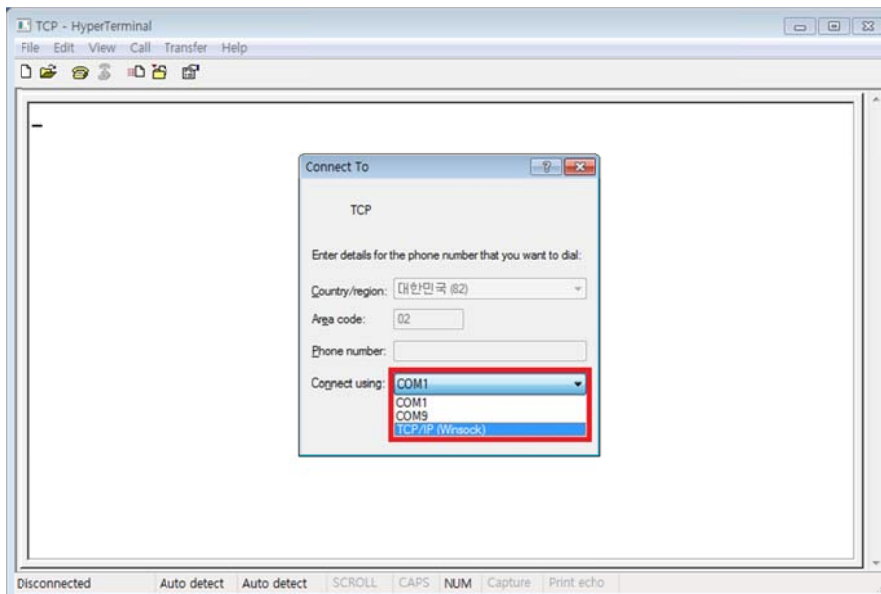 TCP - HyperTerminal
File Edit View Call Transfer Help
Connect To
TCP
Enter details for the phone number that you want to dial:
Country/region: 대한민국 (82)
Area code: 02
Phone number:
Connect using: COM1
COM1
COM9
TCP/IP (Winsock)
Disconnected Auto detect Auto detect SCROLL CAPS NUM Capture Print echo